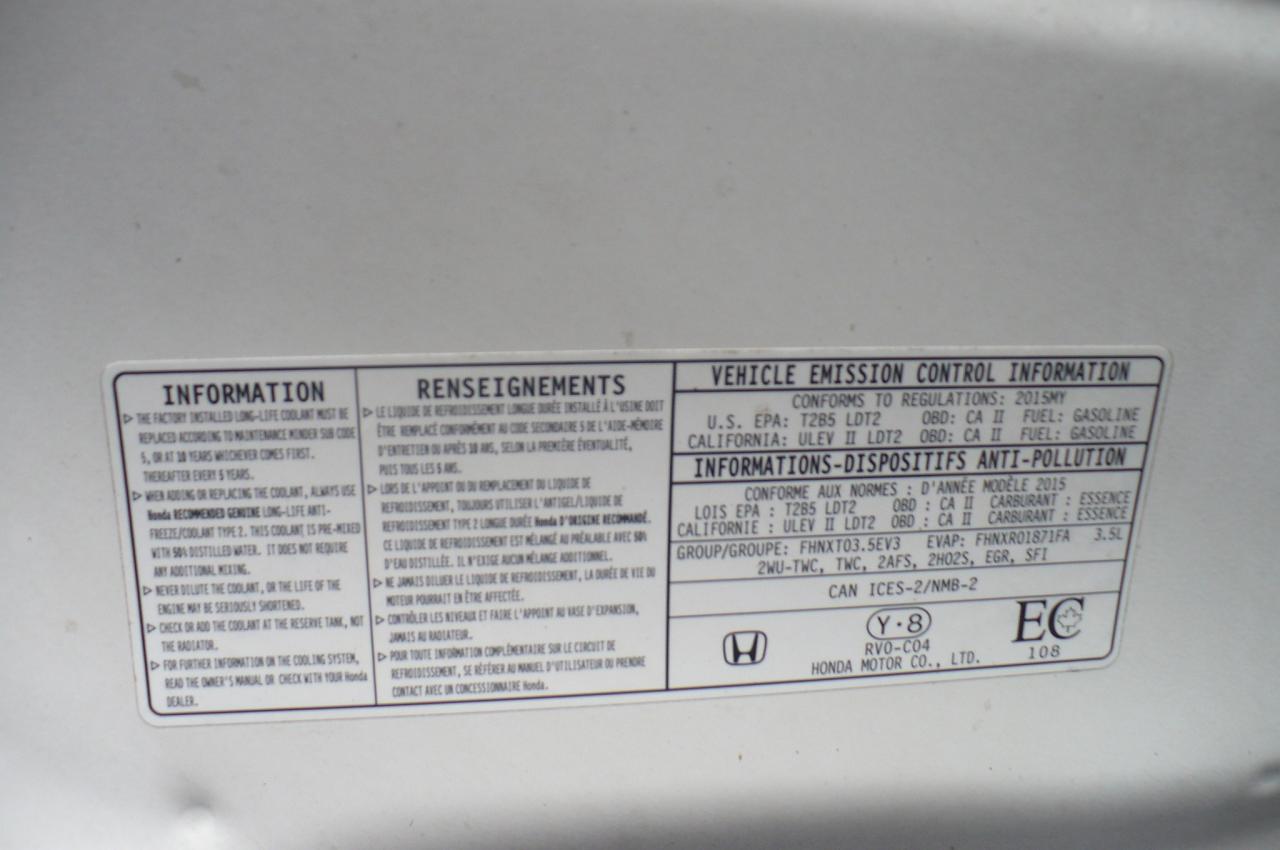 INFORMATION
▷ THE FACTORY INSTALLED LONG-LIFE COOLANT MUST BE
REPLACED ACCORDING TO MAINTENANCE MINDER SUB CODE
5, OR AT 10 YEARS WHICHEVER COMES FIRST.
THEREAFTER EVERY 5 YEARS.
▷ WHEN ADDING OR REPLACING THE COOLANT, ALWAYS USE
Honda RECOMMENDED GENUINE LONG-LIFE ANTI-
FREEZE/COOLANT TYPE 2. THIS COOLANT IS PRE-MIXED
WITH 50% DISTILLED WATER. IT DOES NOT REQUIRE
ANY ADDITIONAL MIXING.
▷ NEVER DILUTE THE COOLANT, OR THE LIFE OF THE
ENGINE MAY BE SERIOUSLY SHORTENED.
▷ CHECK OR ADD THE COOLANT AT THE RESERVE TANK, NOT
THE RADIATOR.
▷ FOR FURTHER INFORMATION ON THE COOLING SYSTEM,
READ THE OWNER'S MANUAL OR CHECK WITH YOUR Honda
DEALER.
RENSEIGNEMENTS
▷ LE LIQUIDE DE REFROIDISSEMENT LONGUE DURÉE INSTALLÉ À L'USINE DOIT
ÊTRE REMPLACÉ CONFORMÉMENT AU CODE SECONDAIRE 5 DE L'AIDE-MÉMOIRE
D'ENTRETIEN OU APRÈS 10 ANS, SELON LA PREMIÈRE ÉVENTUALITÉ,
PUIS TOUS LES 5 ANS.
▷ LORS DE L'APPOINT OU DU REMPLACEMENT DU LIQUIDE DE
REFROIDISSEMENT, TOUJOURS UTILISER L'ANTIGEL/LIQUIDE DE
REFROIDISSEMENT TYPE 2 LONGUE DURÉE Honda D'ORIGINE RECOMMANDÉ.
CE LIQUIDE DE REFROIDISSEMENT EST MÉLANGÉ AU PRÉALABLE AVEC 50%
D'EAU DISTILLÉE. IL N'EXIGE AUCUN MÉLANGE ADDITIONNEL.
▷ NE JAMAIS DILUER LE LIQUIDE DE REFROIDISSEMENT, LA DURÉE DE VIE DU
MOTEUR POURRAIT EN ÊTRE AFFECTÉE.
▷ CONTRÔLER LES NIVEAUX ET FAIRE L'APPOINT AU VASE D'EXPANSION,
JAMAIS AU RADIATEUR.
▷ POUR TOUTE INFORMATION COMPLÉMENTAIRE SUR LE CIRCUIT DE
REFROIDISSEMENT, SE RÉFÉRER AU MANUEL D'UTILISATEUR OU PRENDRE
CONTACT AVEC UN CONCESSIONNAIRE Honda.
VEHICLE EMISSION CONTROL INFORMATION
CONFORMS TO REGULATIONS: 2015MY
U.S. EPA: T2B5 LDT2 OBD: CA II FUEL: GASOLINE
CALIFORNIA: ULEV II LDT2 OBD: CA II FUEL: GASOLINE
INFORMATIONS-DISPOSITIFS ANTI-POLLUTION
CONFORME AUX NORMES : D'ANNÉE MODÈLE 2015
LOIS EPA : T2B5 LDT2 OBD : CA II CARBURANT : ESSENCE
CALIFORNIE : ULEV II LDT2 OBD : CA II CARBURANT : ESSENCE
GROUP/GROUPE: FHNXT03.5EV3 EVAP: FHNXR0187IFA 3.5L
2WU-TWC, TWC, 2AFS, 2HO2S, EGR, SFI
CAN ICES-2/NMB-2
Y·8
RV0-C04
HONDA MOTOR CO., LTD.
EC
108